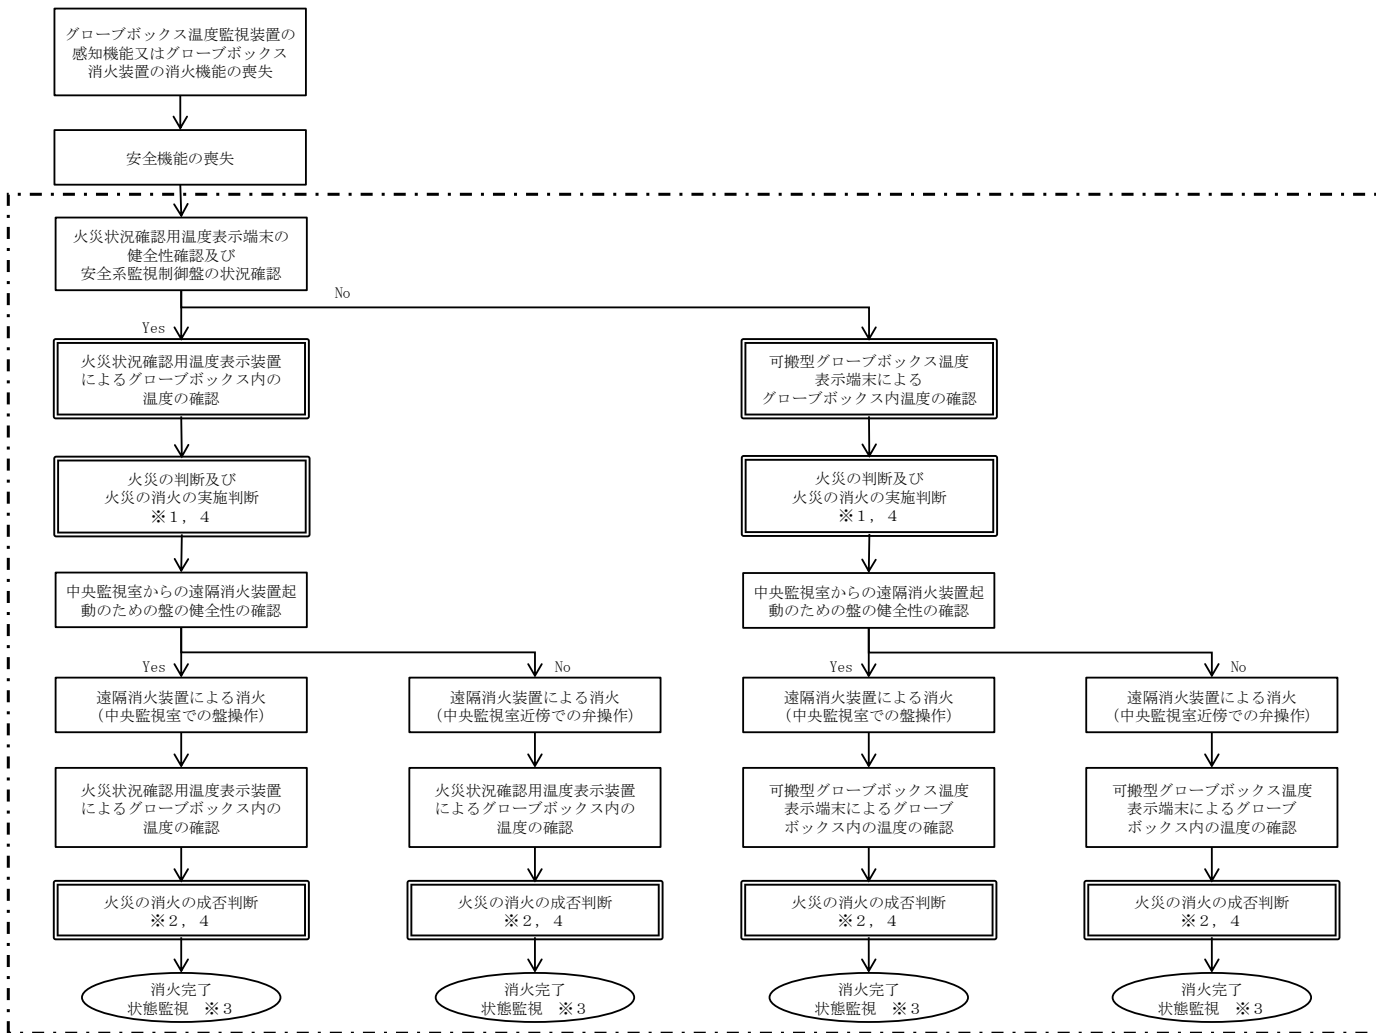 グローブボックス温度監視装置の
感知機能又はグローブボックス
消火装置の消火機能の喪失
安全機能の喪失
火災状況確認用温度表示端末の
健全性確認及び
安全系監視制御盤の状況確認
No
Yes
火災状況確認用温度表示装置
によるグローブボックス内の
温度の確認
可搬型グローブボックス温度
表示端末による
グローブボックス内温度の確認
火災の判断及び
火災の消火の実施判断
※1, 4
火災の判断及び
火災の消火の実施判断
※1, 4
中央監視室からの遠隔消火装置起
動のための盤の健全性の確認
中央監視室からの遠隔消火装置起
動のための盤の健全性の確認
Yes
No
Yes
No
遠隔消火装置による消火
(中央監視室での盤操作)
遠隔消火装置による消火
(中央監視室近傍での弁操作)
遠隔消火装置による消火
(中央監視室での盤操作)
遠隔消火装置による消火
(中央監視室近傍での弁操作)
火災状況確認用温度表示装置
によるグローブボックス内の
温度の確認
火災状況確認用温度表示装置
によるグローブボックス内の
温度の確認
可搬型グローブボックス温度
表示端末によるグローブ
ボックス内の温度の確認
可搬型グローブボックス温度
表示端末によるグローブ
ボックス内の温度の確認
火災の消火の成否判断
※2, 4
火災の消火の成否判断
※2, 4
火災の消火の成否判断
※2, 4
火災の消火の成否判断
※2, 4
消火完了
状態監視 ※3
消火完了
状態監視 ※3
消火完了
状態監視 ※3
消火完了
状態監視 ※3